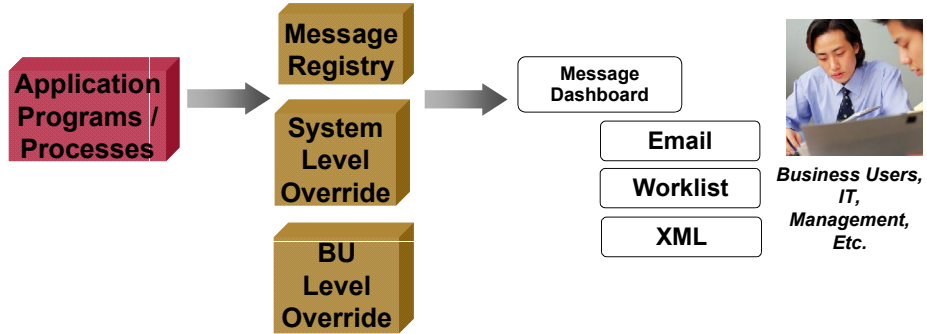 Application
Programs /
Processes
Message
Registry
System
Level
Override
BU
Level
Override
Message
Dashboard
Email
Worklist
XML
Business Users,
IT,
Management,
Etc.